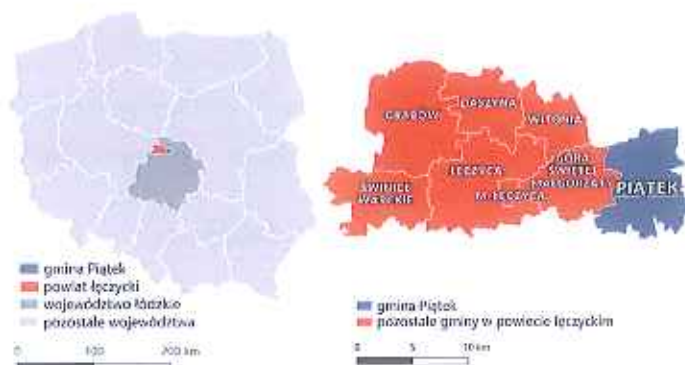 GRABÓW
DASZYNA
WITONIA
ŁĘCZYCA
GÓRA
ŚWIĘTEJ
MAŁGORZATY
ŚWINICE
WARCKIE
M. ŁĘCZYCA
PIĄTEK
gmina Piątek
powiat łęczycki
województwo łódzkie
pozostałe województwa
0 100 200 km
gmina Piątek
pozostałe gminy w powiecie łęczyckim
0 5 10 km